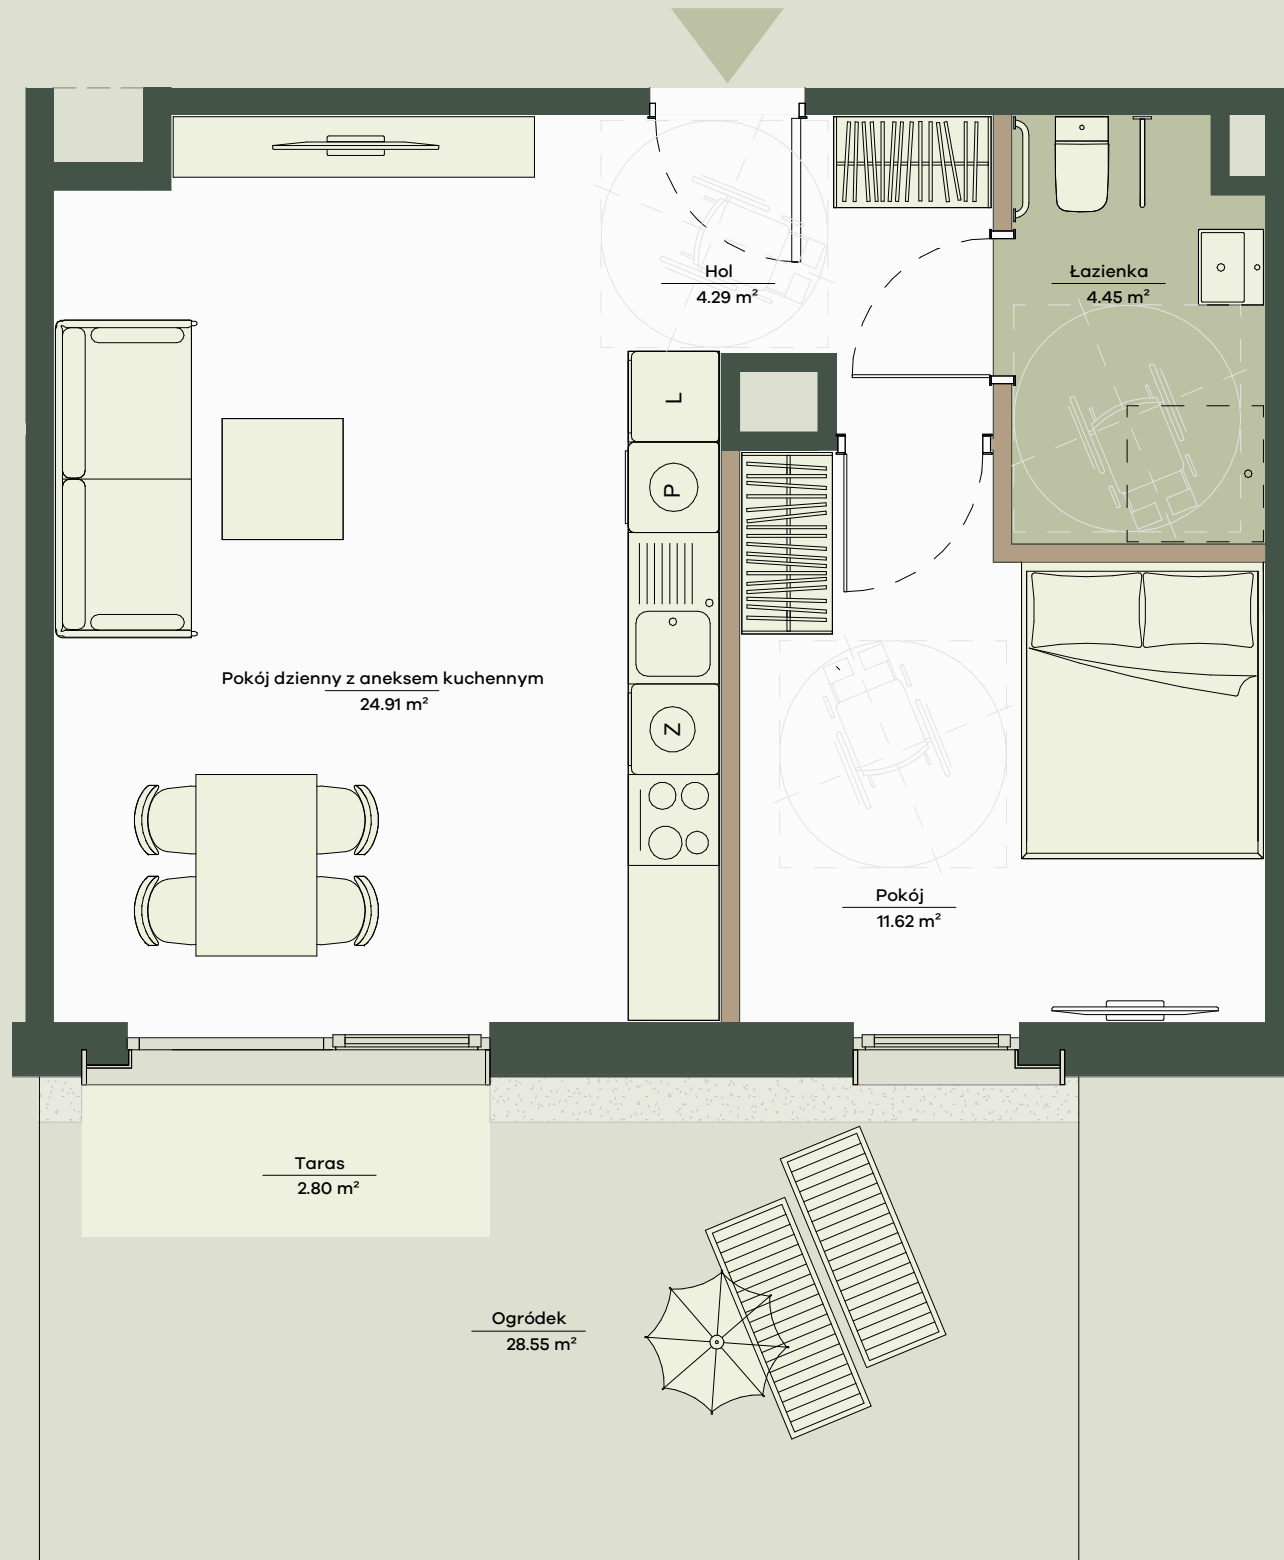 Hol
4.29 m²
Łazienka
4.45 m²
L
P
Pokój dzienny z aneksem kuchennym
24.91 m²
Z
Pokój
11.62 m²
Taras
2.80 m²
Ogródek
28.55 m²